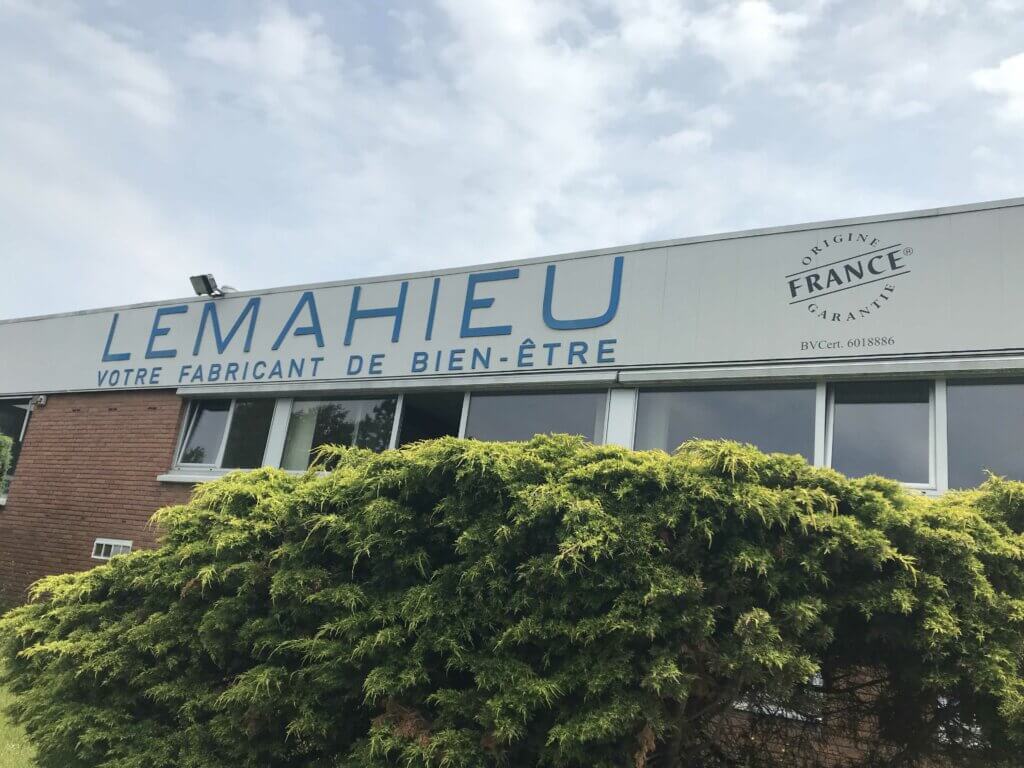 LEMAHIEU
VOTRE FABRICANT DE BIEN-ÊTRE
ORIGINE
FRANCE®
GARANTIE
BVCert. 6018886